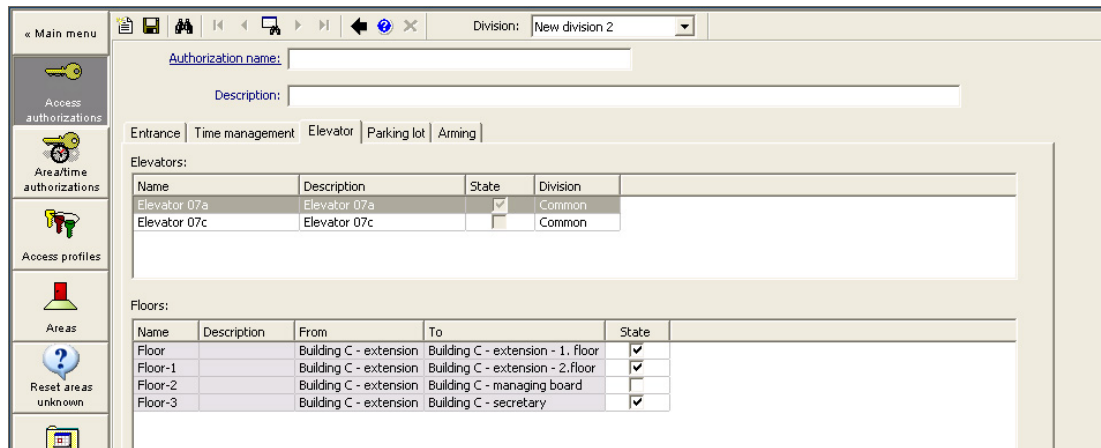 « Main menu
Access
authorizations
Area/time
authorizations
Access profiles
Areas
Reset areas
unknown
Division: New division 2
Authorization name:
Description:
Entrance Time management Elevator Parking lot Arming
Elevators:
Name Description State Division
Elevator 07a Elevator 07a Common
Elevator 07c Elevator 07c Common
Floors:
Name Description From To State
Floor Building C - extension Building C - extension - 1. floor
Floor-1 Building C - extension Building C - extension - 2.floor
Floor-2 Building C - extension Building C - managing board
Floor-3 Building C - extension Building C - secretary